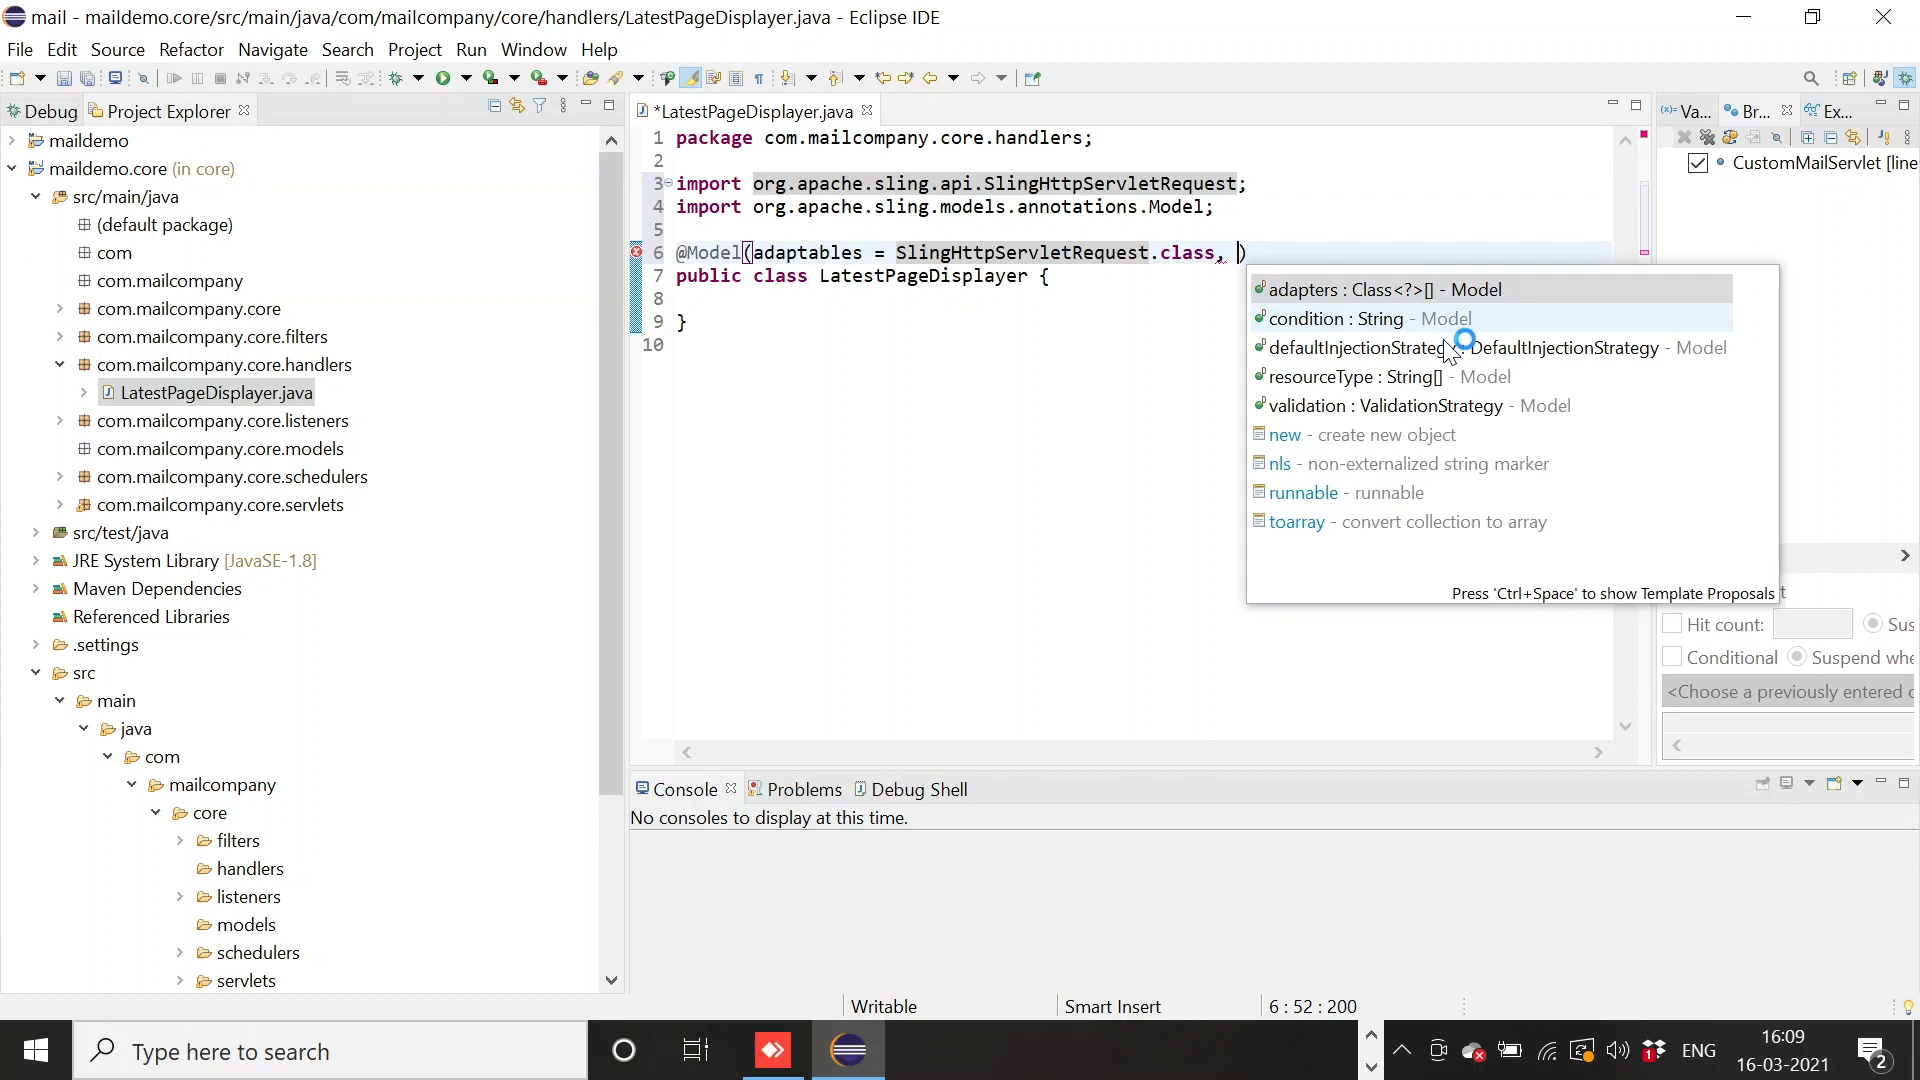 mail - maildemo.core/src/main/java/com/mailcompany/core/handlers/LatestPageDisplayer.java - Eclipse IDE
File Edit Source Refactor Navigate Search Project Run Window Help
Debug Project Explorer
*LatestPageDisplayer.java
(x)= Va... Br... Ex...
maildemo
maildemo.core (in core)
src/main/java
(default package)
com
com.mailcompany
com.mailcompany.core
com.mailcompany.core.filters
com.mailcompany.core.handlers
LatestPageDisplayer.java
com.mailcompany.core.listeners
com.mailcompany.core.models
com.mailcompany.core.schedulers
com.mailcompany.core.servlets
src/test/java
JRE System Library [JavaSE-1.8]
Maven Dependencies
Referenced Libraries
.settings
src
main
java
com
mailcompany
core
filters
handlers
listeners
models
schedulers
servlets
1 package com.mailcompany.core.handlers;
2
3 import org.apache.sling.api.SlingHttpServletRequest;
4 import org.apache.sling.models.annotations.Model;
5
6 @Model(adaptables = SlingHttpServletRequest.class, )
7 public class LatestPageDisplayer {
8
9 }
10
adapters : Class<?>[] - Model
condition : String - Model
defaultInjectionStrategy : DefaultInjectionStrategy - Model
resourceType : String[] - Model
validation : ValidationStrategy - Model
new - create new object
nls - non-externalized string marker
runnable - runnable
toarray - convert collection to array
Press 'Ctrl+Space' to show Template Proposals
CustomMailServlet [line
Hit count: Sus
Conditional Suspend whe
<Choose a previously entered c
Console Problems Debug Shell
No consoles to display at this time.
Writable Smart Insert 6 : 52 : 200
Type here to search
1
ENG
16:09
16-03-2021
2